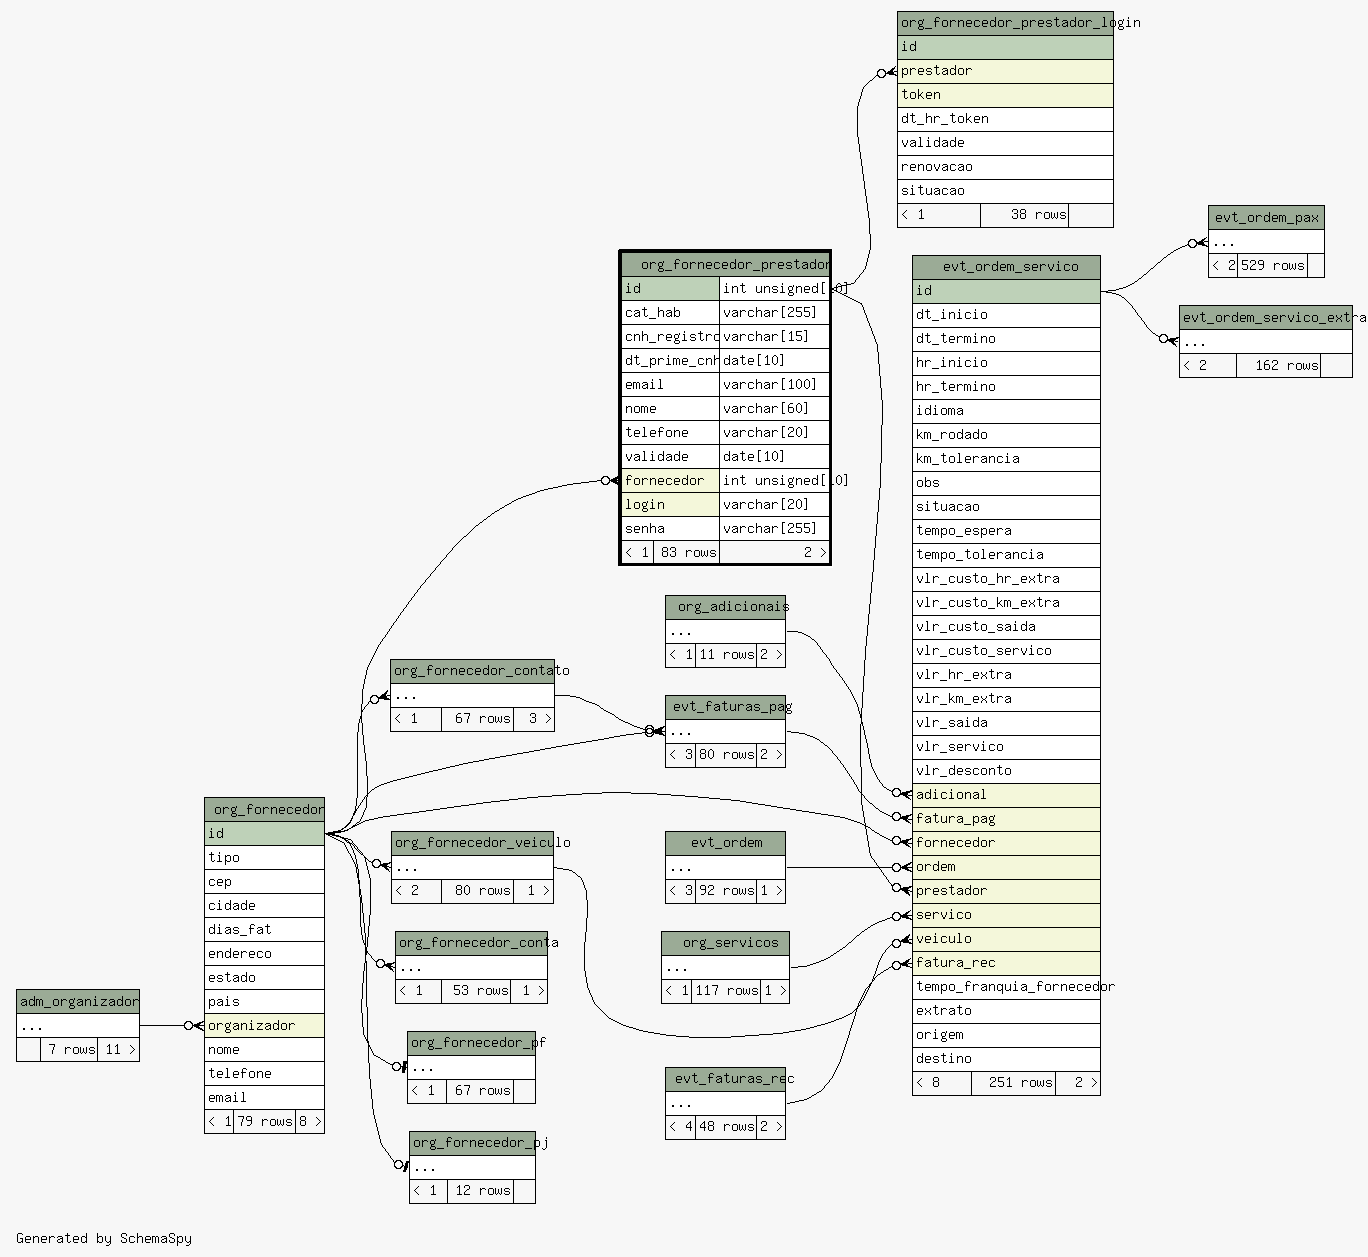 org_fornecedor_prestador_login
id
prestador
token
dt_hr_token
validade
renovacao
situacao
< 1 38 rows
evt_ordem_pax
...
< 2 529 rows
evt_ordem_servico_extra
...
< 2 162 rows
org_fornecedor_prestador
id int unsigned[10]
cat_hab varchar[255]
cnh_registro varchar[15]
dt_prime_cnh date[10]
email varchar[100]
nome varchar[60]
telefone varchar[20]
validade date[10]
fornecedor int unsigned[10]
login varchar[20]
senha varchar[255]
< 1 83 rows 2 >
evt_ordem_servico
id
dt_inicio
dt_termino
hr_inicio
hr_termino
idioma
km_rodado
km_tolerancia
obs
situacao
tempo_espera
tempo_tolerancia
vlr_custo_hr_extra
vlr_custo_km_extra
vlr_custo_saida
vlr_custo_servico
vlr_hr_extra
vlr_km_extra
vlr_saida
vlr_servico
vlr_desconto
adicional
fatura_pag
fornecedor
ordem
prestador
servico
veiculo
fatura_rec
tempo_franquia_fornecedor
extrato
origem
destino
< 8 251 rows 2 >
org_adicionais
...
< 1 11 rows 2 >
org_fornecedor_contato
...
< 1 67 rows 3 >
evt_faturas_pag
...
< 3 80 rows 2 >
org_fornecedor
id
tipo
cep
cidade
dias_fat
endereco
estado
pais
organizador
nome
telefone
email
< 1 79 rows 8 >
org_fornecedor_veiculo
...
< 2 80 rows 1 >
evt_ordem
...
< 3 92 rows 1 >
org_fornecedor_conta
...
< 1 53 rows 1 >
org_servicos
...
< 1 117 rows 1 >
adm_organizador
...
7 rows 11 >
org_fornecedor_pf
...
< 1 67 rows
evt_faturas_rec
...
< 4 48 rows 2 >
org_fornecedor_pj
...
< 1 12 rows
Generated by SchemaSpy